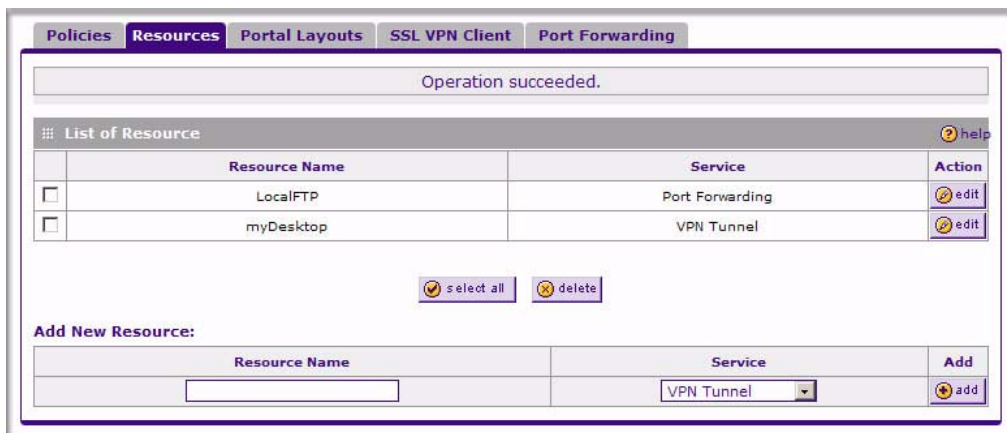 Policies Resources Portal Layouts SSL VPN Client Port Forwarding
Operation succeeded.
List of Resource help
Resource Name Service Action
LocalFTP Port Forwarding edit
myDesktop VPN Tunnel edit
select all delete
Add New Resource:
Resource Name Service Add
VPN Tunnel add